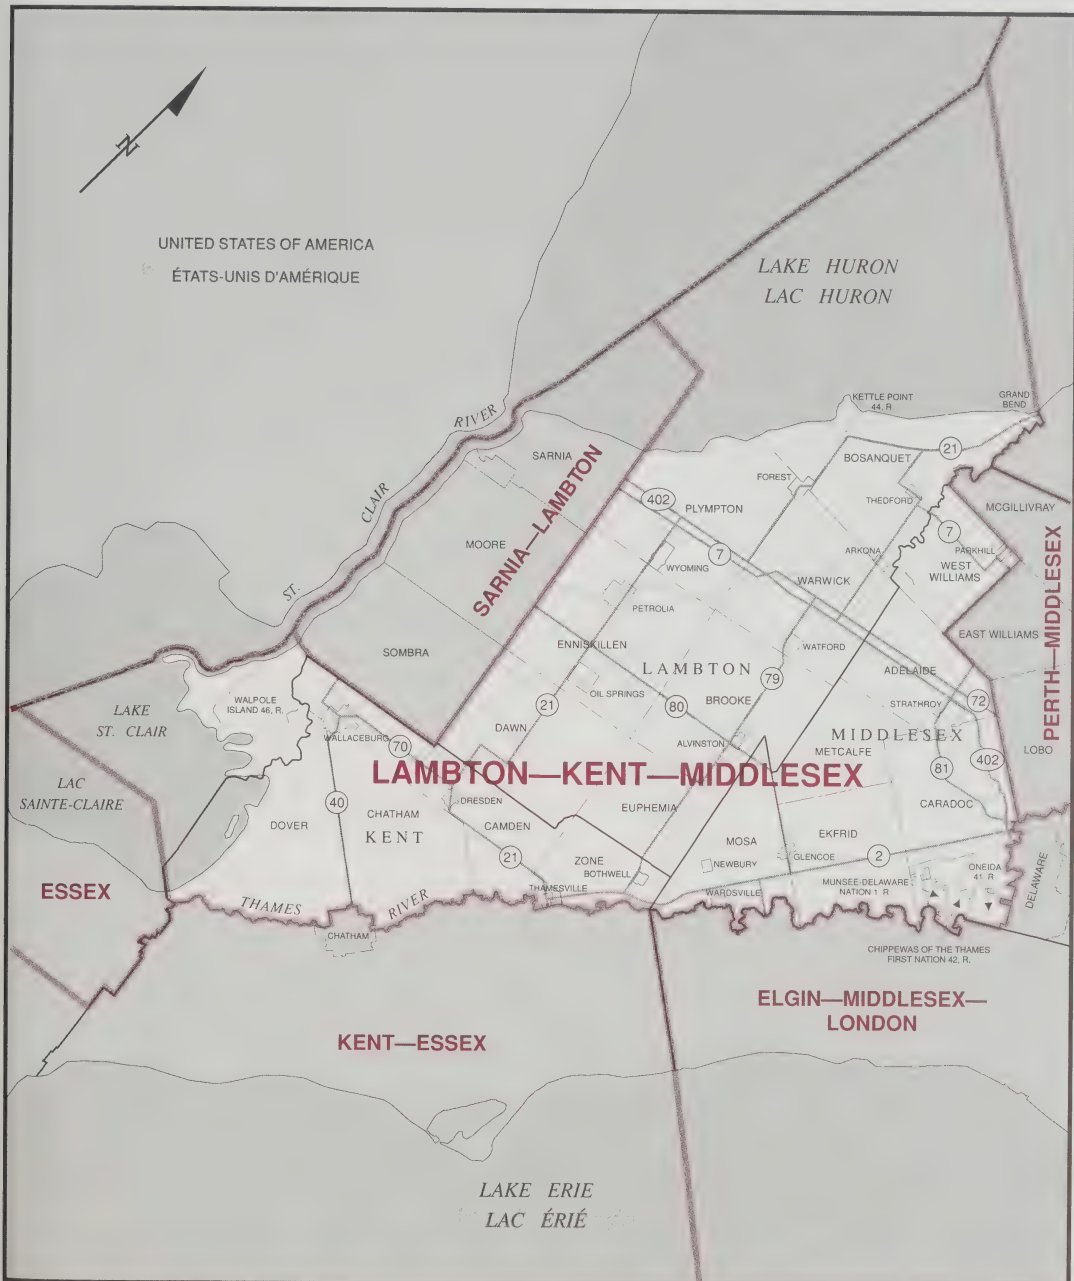 N
UNITED STATES OF AMERICA
ÉTATS-UNIS D'AMÉRIQUE
LAKE HURON
LAC HURON
KETTLE POINT
44, R
GRAND
BEND
RIVER
CLAIR
ST.
SARNIA
SARNIA—LAMBTON
MOORE
SOMBRA
402
PLYMPTON
FOREST
BOSANQUET
21
THEDFORD
MCGILLIVRAY
7
PARKHILL
WEST
WILLIAMS
ARKONA
7
WYOMING
WARWICK
PETROLIA
EAST WILLIAMS
PERTH—MIDDLESEX
ENNISKILLEN
LAMBTON
WATFORD
ADELAIDE
79
OIL SPRINGS
80
BROOKE
STRATHROY
72
21
DAWN
ALVINSTON
MIDDLESEX
METCALFE
LOBO
402
81
WALPOLE
ISLAND 46, R.
LAKE
ST. CLAIR
WALLACEBURG
70
LAMBTON—KENT—MIDDLESEX
LAC
SAINTE-CLAIRE
40
DRESDEN
EUPHEMIA
CARADOC
CHATHAM
KENT
DOVER
CAMDEN
21
MOSA
EKFRID
ZONE
BOTHWELL
NEWBURY
GLENCOE
2
ONEIDA
41 R
DELAWARE
ESSEX
THAMESVILLE
WARDSVILLE
MUNSEE-DELAWARE
NATION 1 R
THAMES
RIVER
CHATHAM
CHIPPEWAS OF THE THAMES
FIRST NATION 42, R.
ELGIN—MIDDLESEX—
LONDON
KENT—ESSEX
LAKE ERIE
LAC ÉRIÉ